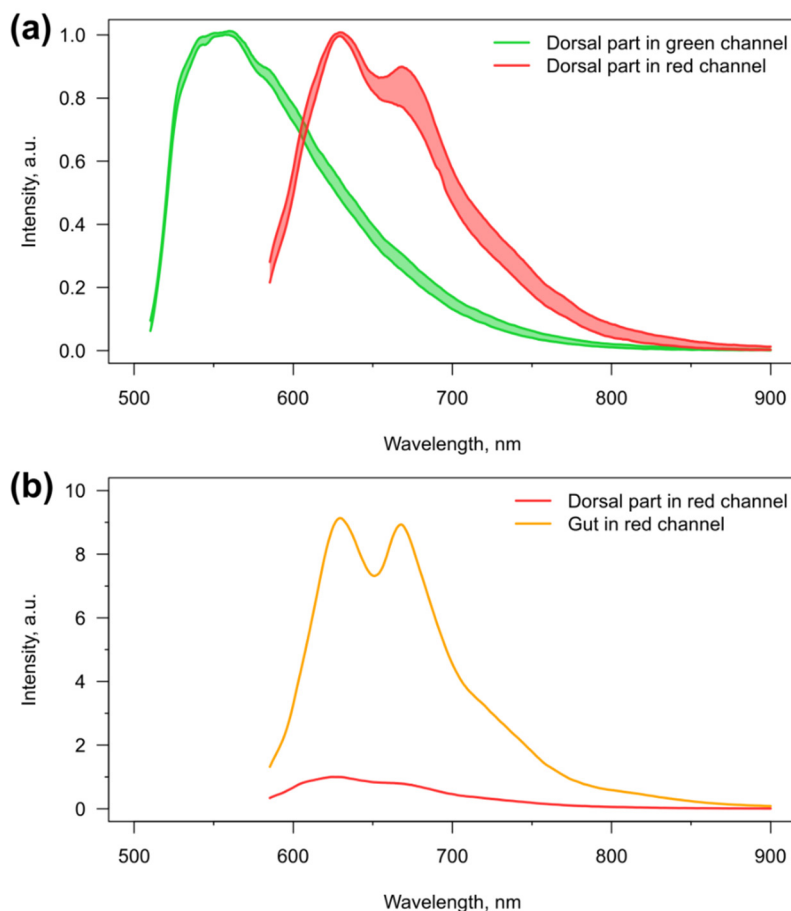 (a)
1.0
0.8
0.6
0.4
0.2
0.0
Intensity, a.u.
Dorsal part in green channel
Dorsal part in red channel
500 600 700 800 900
Wavelength, nm
(b)
10
8
6
4
2
0
Intensity, a.u.
Dorsal part in red channel
Gut in red channel
500 600 700 800 900
Wavelength, nm